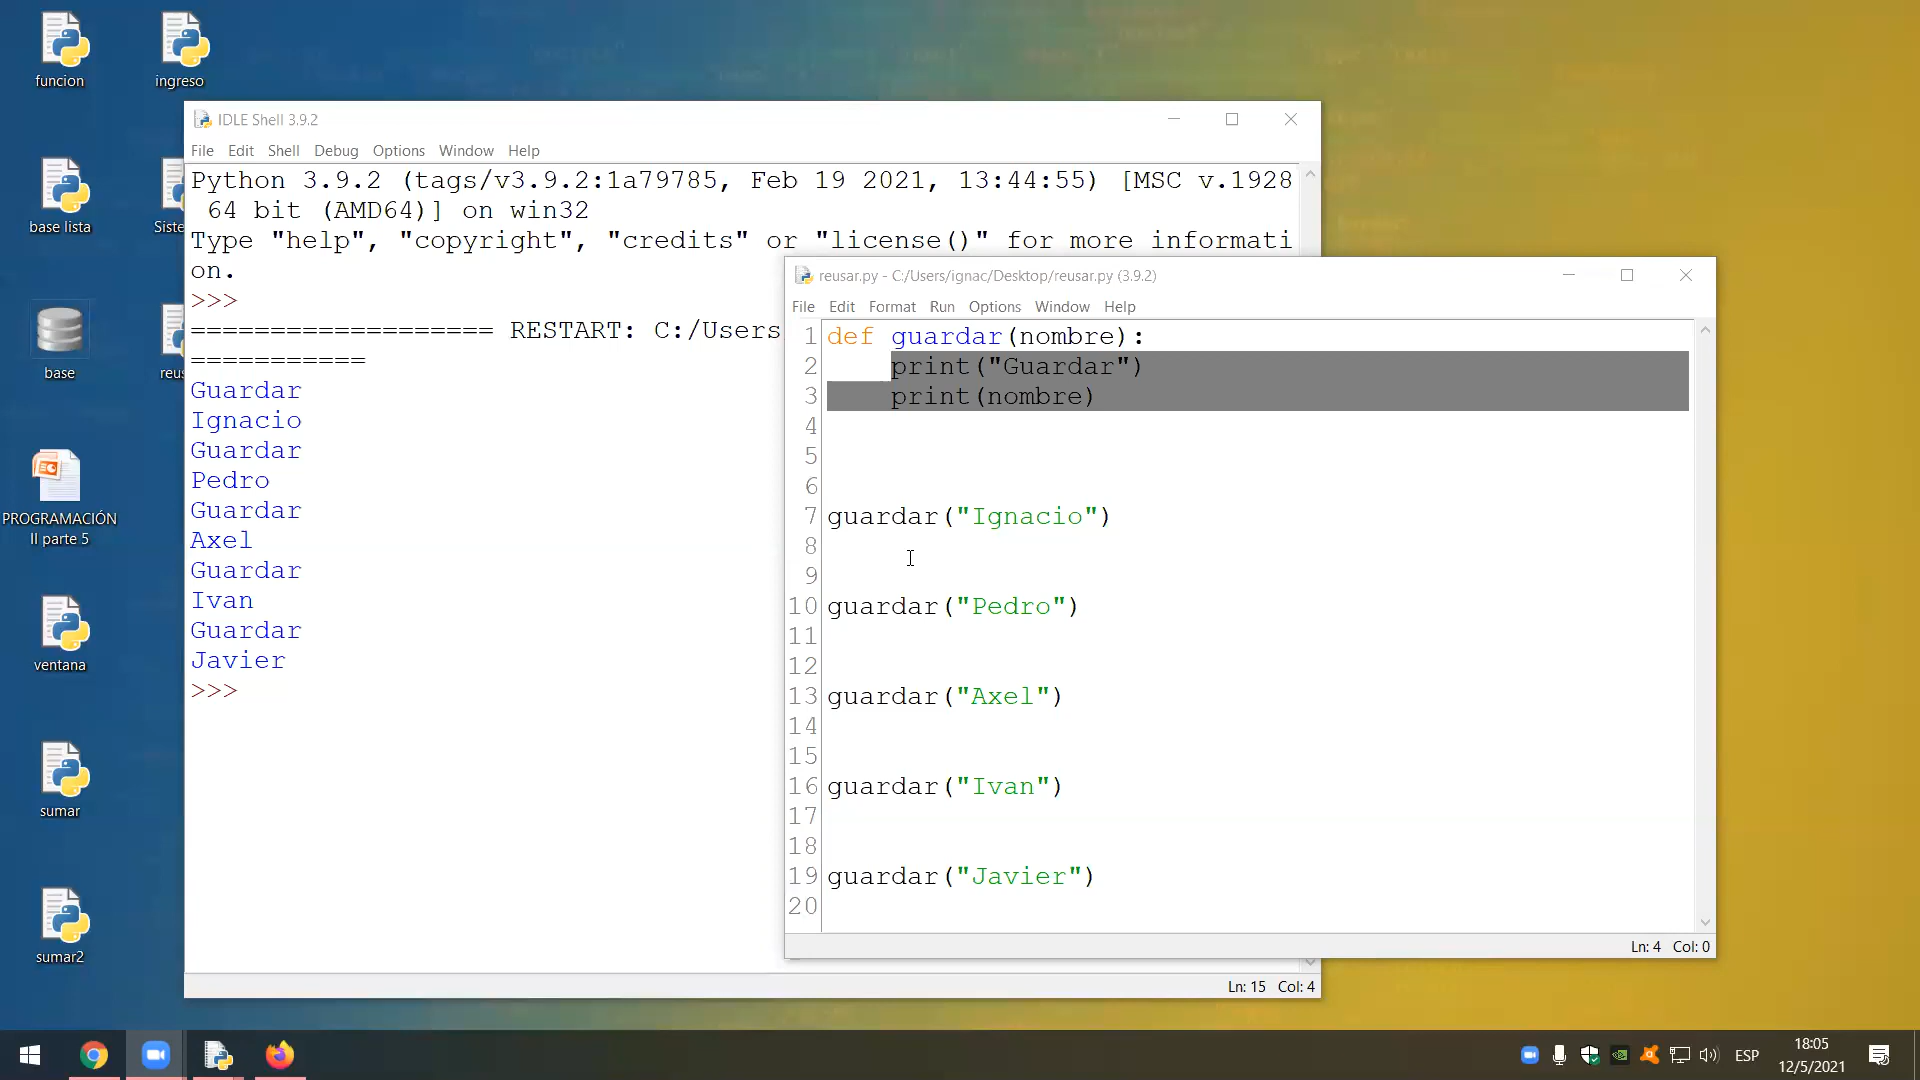 funcion
ingreso
base lista
Siste
base
reus
PROGRAMACIÓN
II parte 5
ventana
sumar
sumar2
IDLE Shell 3.9.2
File Edit Shell Debug Options Window Help
Python 3.9.2 (tags/v3.9.2:1a79785, Feb 19 2021, 13:44:55) [MSC v.1928
64 bit (AMD64)] on win32
Type "help", "copyright", "credits" or "license()" for more informati
on.
>>>
=================== RESTART: C:/Users
===========
Guardar
Ignacio
Guardar
Pedro
Guardar
Axel
Guardar
Ivan
Guardar
Javier
>>>
Ln: 15 Col: 4
reusar.py - C:/Users/ignac/Desktop/reusar.py (3.9.2)
File Edit Format Run Options Window Help
1 def guardar(nombre):
2     print("Guardar")
3     print(nombre)
4
5
6
7 guardar("Ignacio")
8
9
10 guardar("Pedro")
11
12
13 guardar("Axel")
14
15
16 guardar("Ivan")
17
18
19 guardar("Javier")
20
Ln: 4 Col: 0
ESP
18:05
12/5/2021